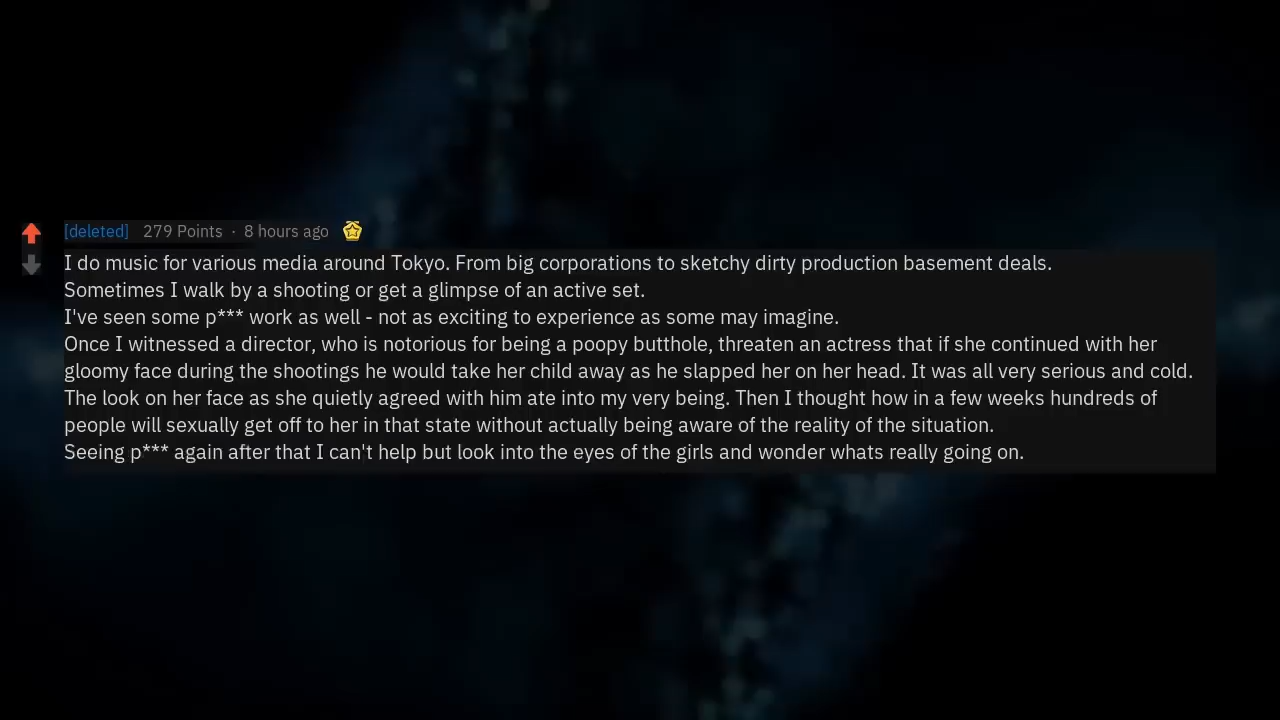 [deleted] 279 Points · 8 hours ago
I do music for various media around Tokyo. From big corporations to sketchy dirty production basement deals.
Sometimes I walk by a shooting or get a glimpse of an active set.
I've seen some p*** work as well - not as exciting to experience as some may imagine.
Once I witnessed a director, who is notorious for being a poopy butthole, threaten an actress that if she continued with her
gloomy face during the shootings he would take her child away as he slapped her on her head. It was all very serious and cold.
The look on her face as she quietly agreed with him ate into my very being. Then I thought how in a few weeks hundreds of
people will sexually get off to her in that state without actually being aware of the reality of the situation.
Seeing p*** again after that I can't help but look into the eyes of the girls and wonder whats really going on.